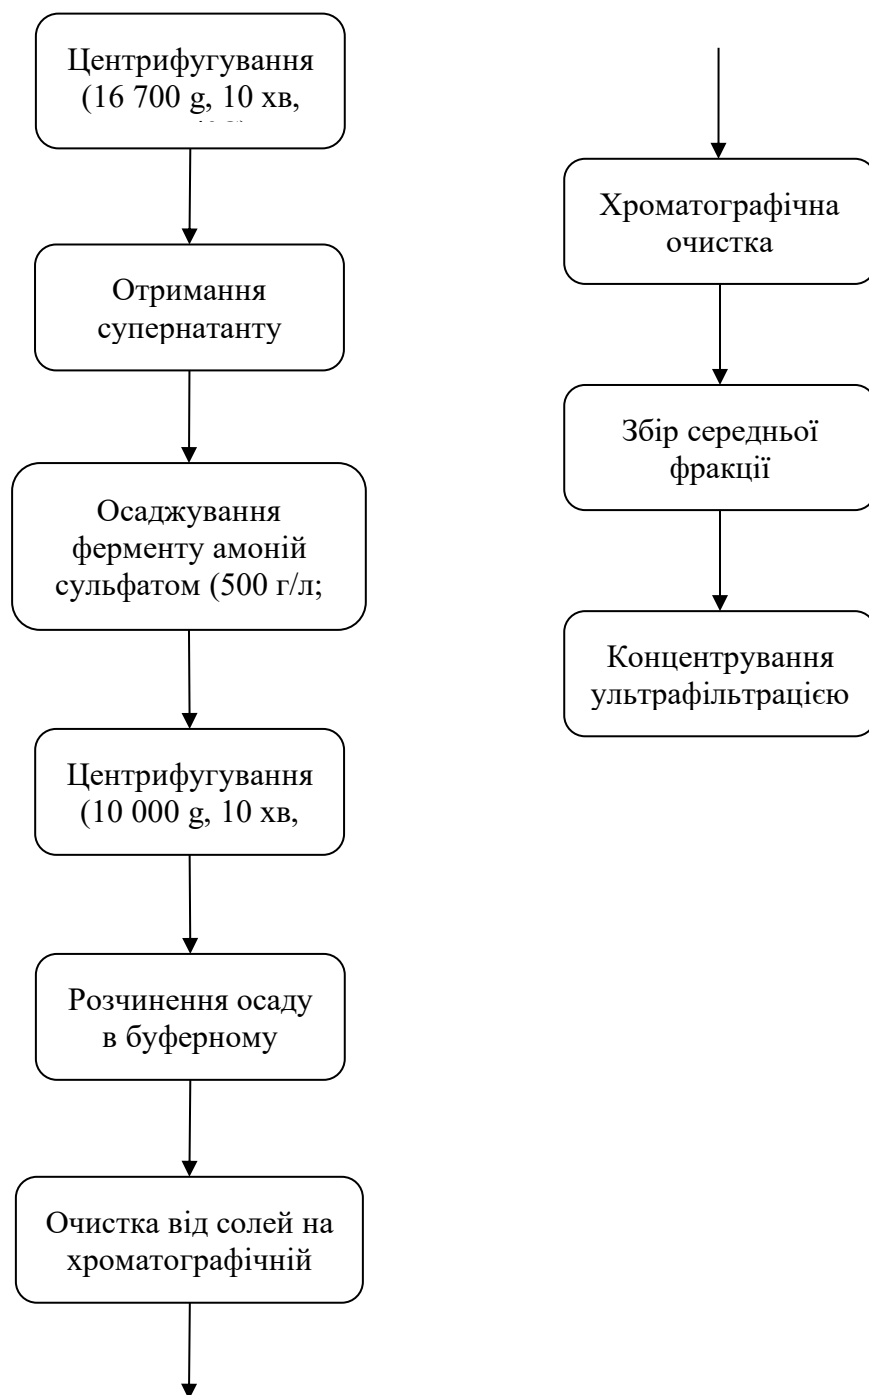 Центрифугування
(16 700 g, 10 хв,
Отримання
супернатанту
Осаджування
ферменту амоній
сульфатом (500 г/л;
Центрифугування
(10 000 g, 10 хв,
Розчинення осаду
в буферному
Очистка від солей на
хроматографічній
Хроматографічна
очистка
Збір середньої
фракції
Концентрування
ультрафільтрацією